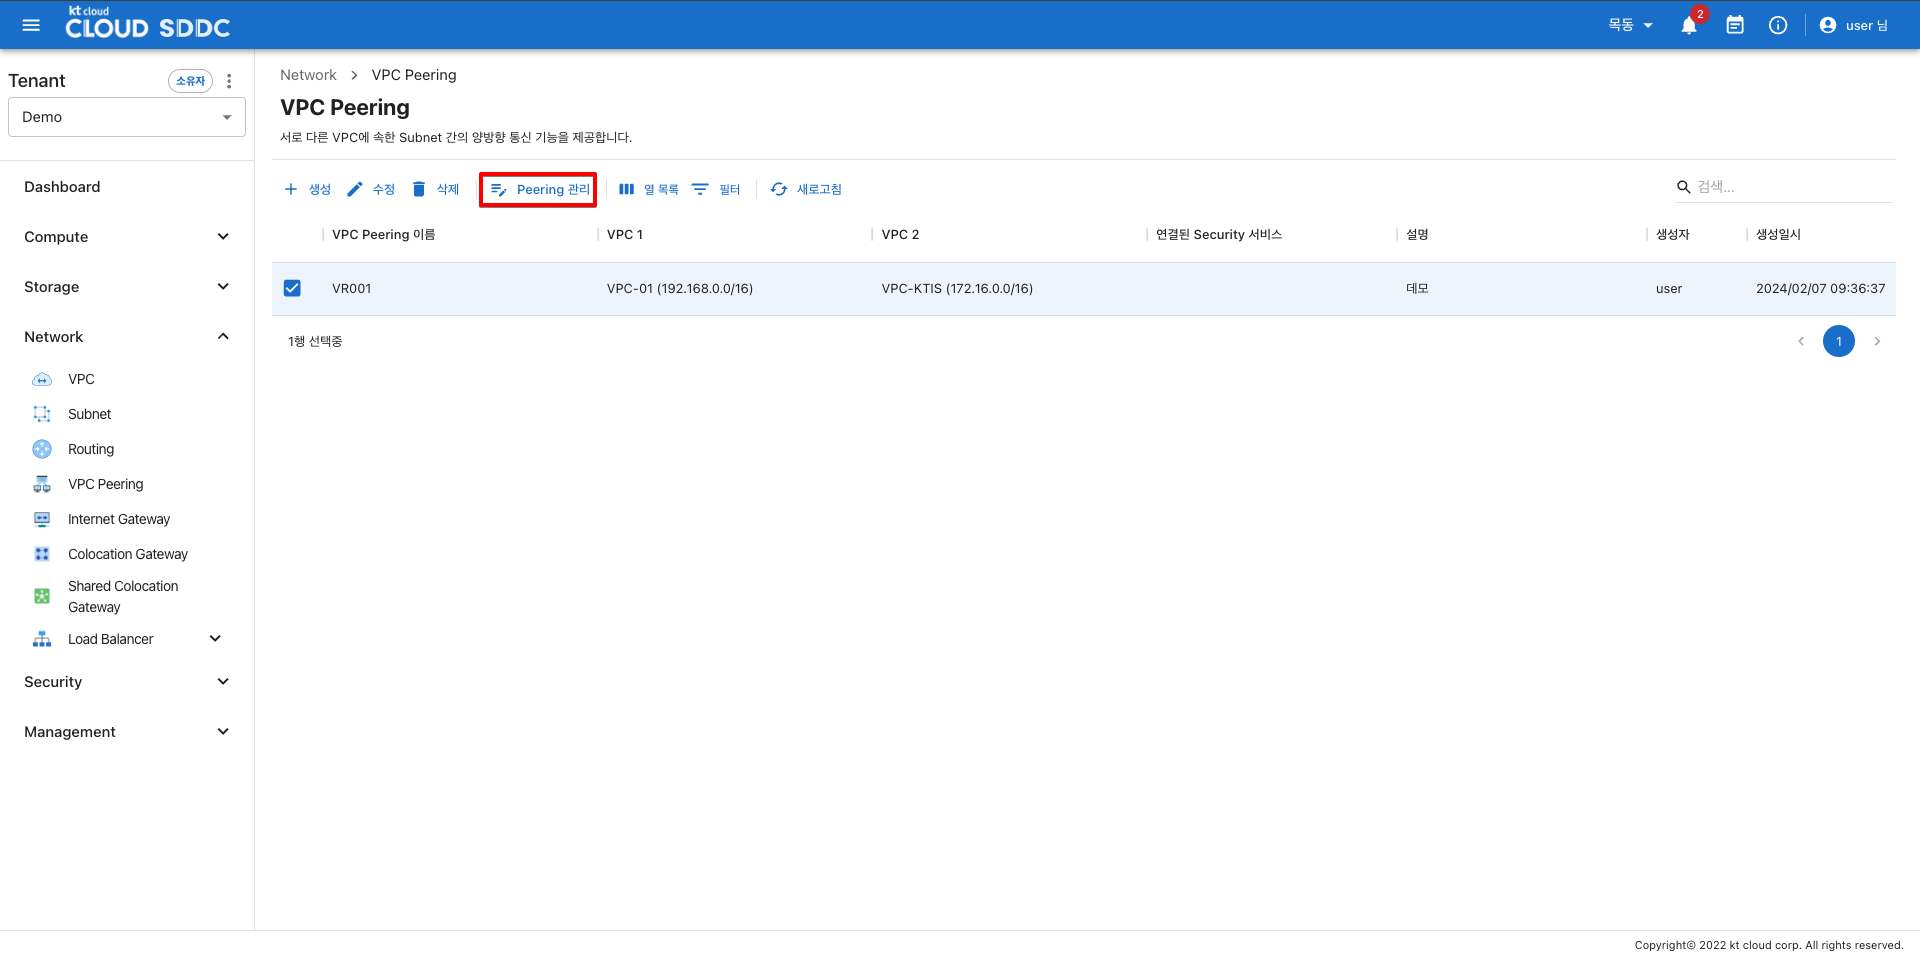 kt cloud
CLOUD SDDC
목동
2
user 님
Tenant
소유자
Demo
Dashboard
Compute
Storage
Network
VPC
Subnet
Routing
VPC Peering
Internet Gateway
Colocation Gateway
Shared Colocation
Gateway
Load Balancer
Security
Management
Network > VPC Peering
VPC Peering
서로 다른 VPC에 속한 Subnet 간의 양방향 통신 기능을 제공합니다.
생성 수정 삭제 Peering 관리 열 목록 필터 새로고침 검색...
VPC Peering 이름 VPC 1 VPC 2 연결된 Security 서비스 설명 생성자 생성일시
VR001 VPC-01 (192.168.0.0/16) VPC-KTIS (172.16.0.0/16) 데모 user 2024/02/07 09:36:37
1행 선택중
1
Copyright© 2022 kt cloud corp. All rights reserved.